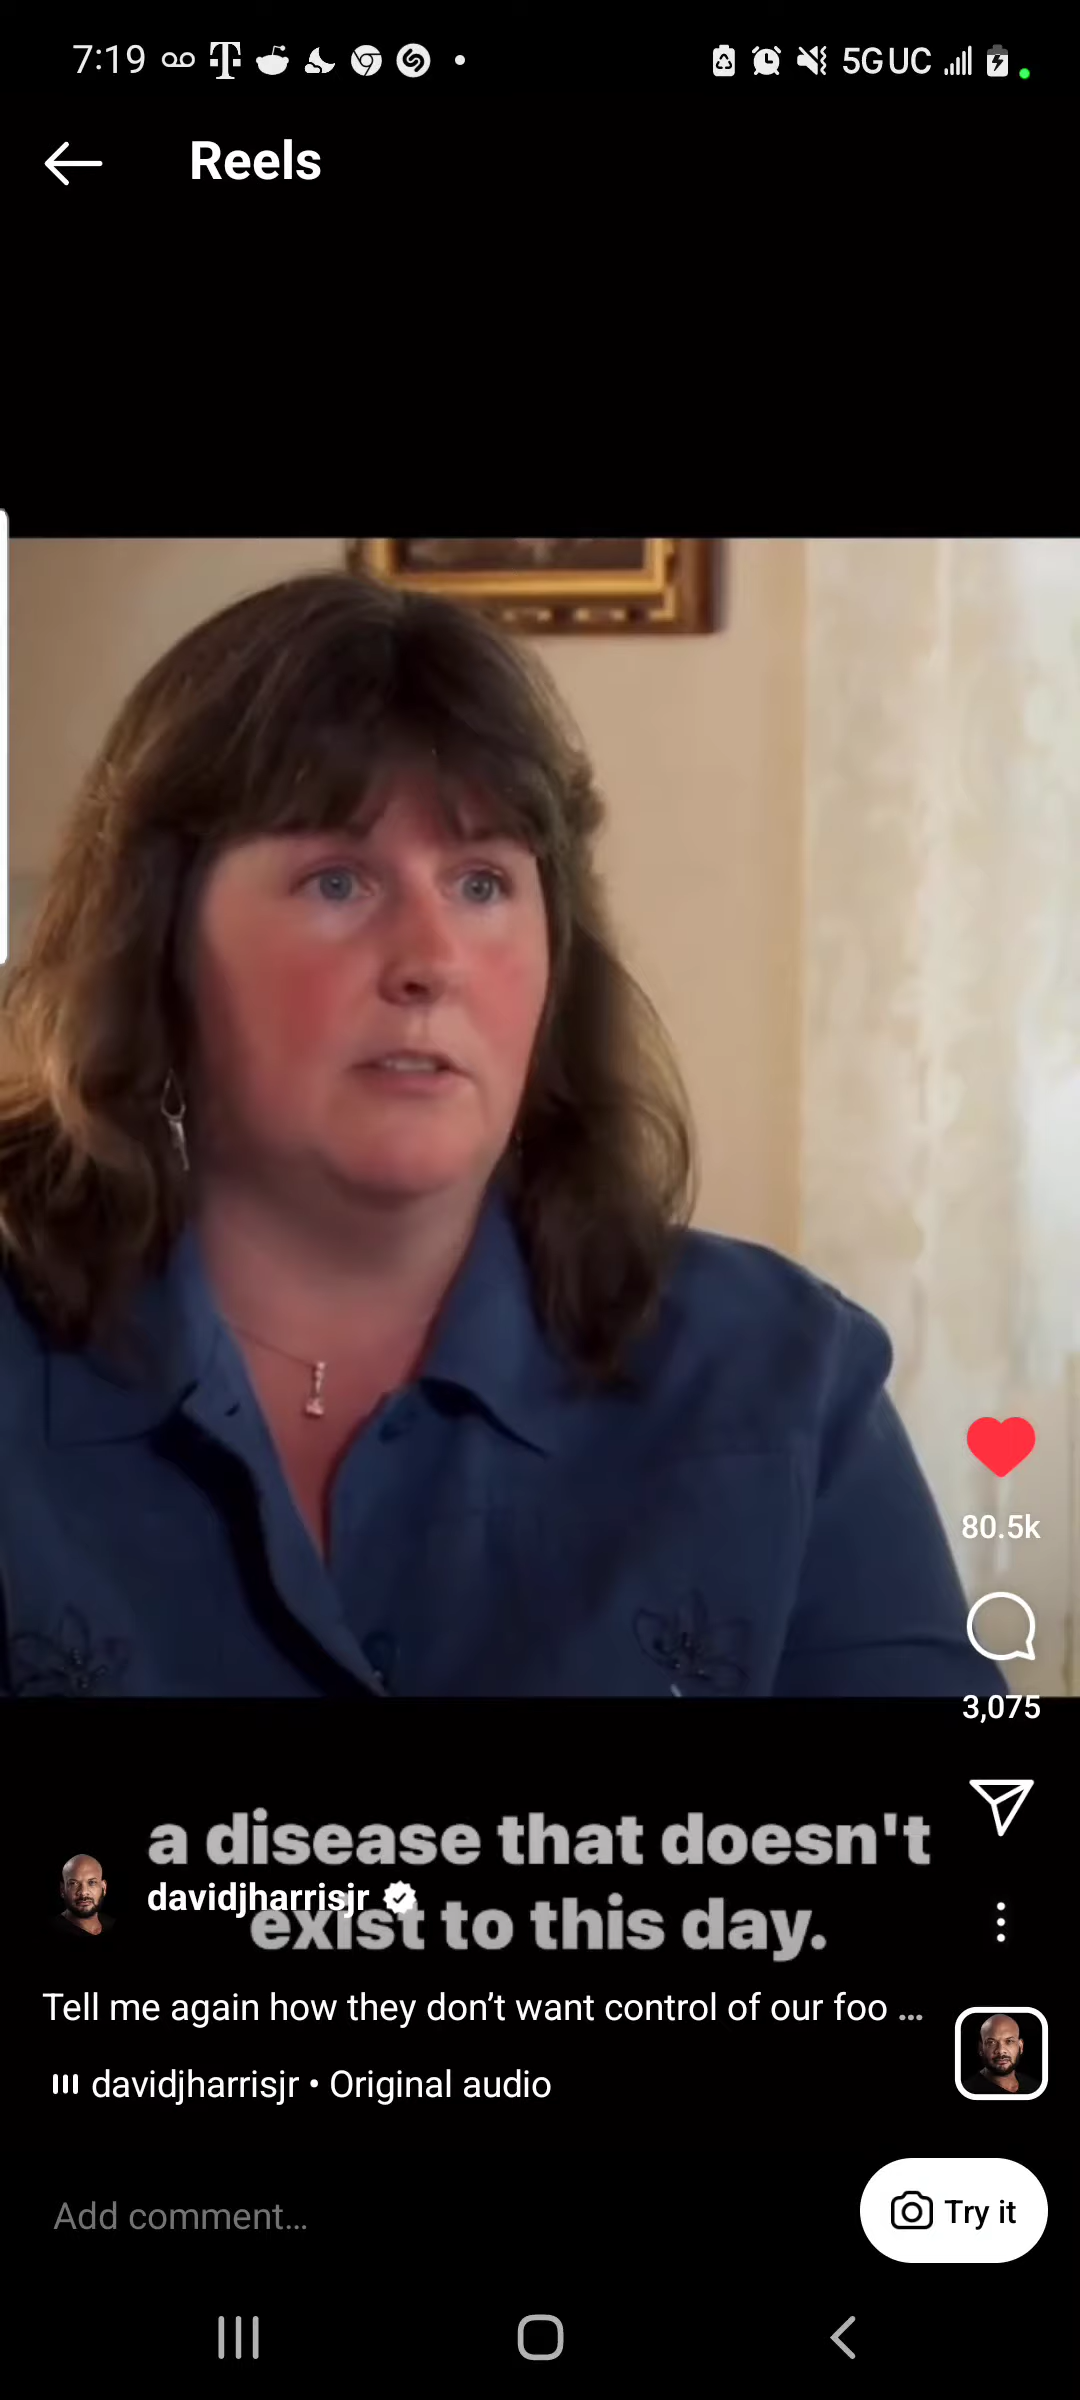 7:19
5G UC
Reels
80.5k
3,075
a disease that doesn't
davidjharrisjr
exist to this day.
Tell me again how they don’t want control of our foo ...
davidjharrisjr • Original audio
Add comment...
Try it